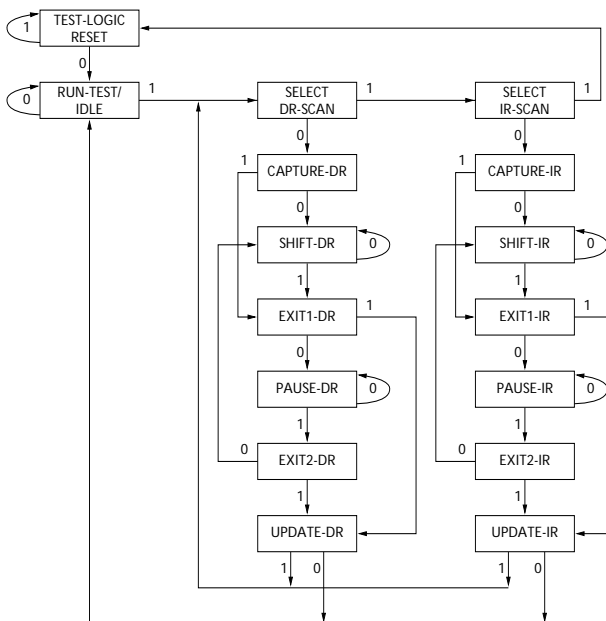 TEST-LOGIC
RESET
1
0
RUN-TEST/
IDLE
0
1
SELECT
DR-SCAN
1
SELECT
IR-SCAN
1
0
0
1
CAPTURE-DR
1
CAPTURE-IR
0
0
SHIFT-DR
0
SHIFT-IR
0
1
1
EXIT1-DR
1
EXIT1-IR
1
0
0
PAUSE-DR
0
PAUSE-IR
0
1
1
0
EXIT2-DR
0
EXIT2-IR
1
1
UPDATE-DR
UPDATE-IR
1
0
1
0